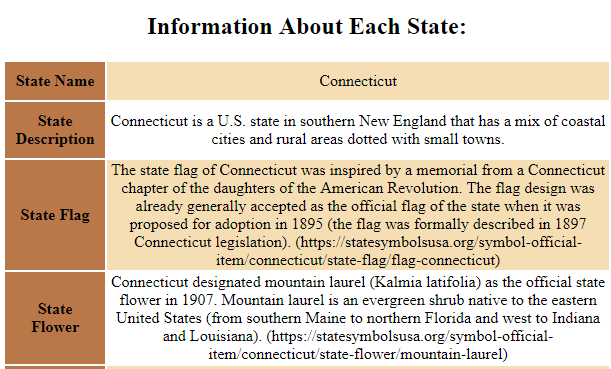 Information About Each State:
State Name
Connecticut
State
Description
Connecticut is a U.S. state in southern New England that has a mix of coastal
cities and rural areas dotted with small towns.
State Flag
The state flag of Connecticut was inspired by a memorial from a Connecticut
chapter of the daughters of the American Revolution. The flag design was
already generally accepted as the official flag of the state when it was
proposed for adoption in 1895 (the flag was formally described in 1897
Connecticut legislation). (https://statesymbolsusa.org/symbol-official-
item/connecticut/state-flag/flag-connecticut)
State
Flower
Connecticut designated mountain laurel (Kalmia latifolia) as the official state
flower in 1907. Mountain laurel is an evergreen shrub native to the eastern
United States (from southern Maine to northern Florida and west to Indiana
and Louisiana). (https://statesymbolsusa.org/symbol-official-
item/connecticut/state-flower/mountain-laurel)